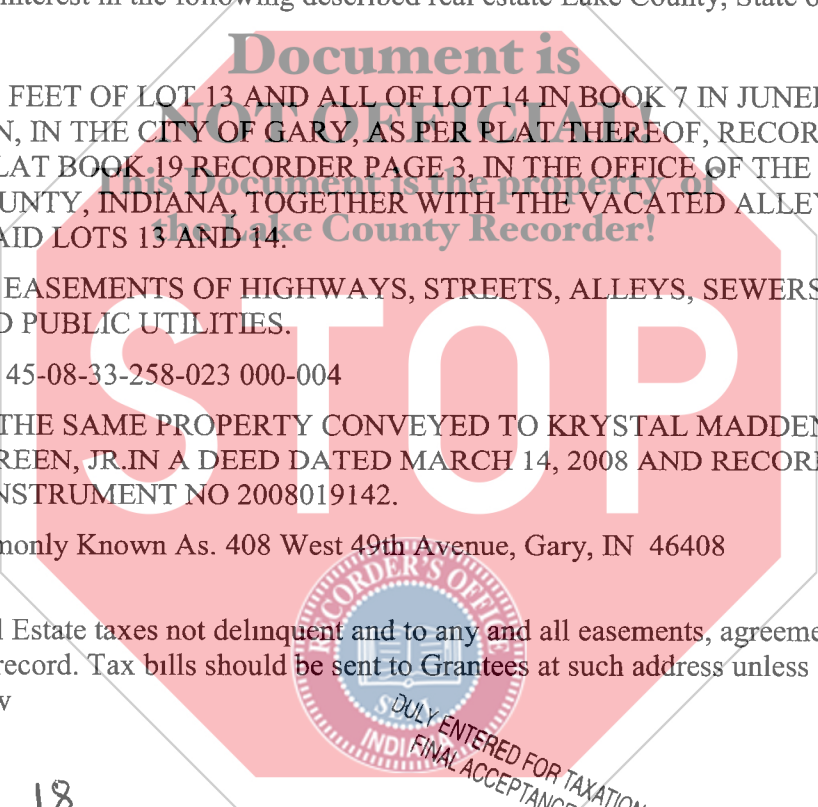 interest in the following described real estate Lake County, State o
Document is
NOT OFFICIAL!
This Document is the property of
the Lake County Recorder!
FEET OF LOT 13 AND ALL OF LOT 14 IN BOOK 7 IN JUNE
N, IN THE CITY OF GARY, AS PER PLAT THEREOF, RECOR
LAT BOOK 19 RECORDER PAGE 3, IN THE OFFICE OF THE
UNTY, INDIANA, TOGETHER WITH THE VACATED ALLEY
AID LOTS 13 AND 14.
EASEMENTS OF HIGHWAYS, STREETS, ALLEYS, SEWERS
D PUBLIC UTILITIES.
45-08-33-258-023 000-004
THE SAME PROPERTY CONVEYED TO KRYSTAL MADDEN
REEN, JR.IN A DEED DATED MARCH 14, 2008 AND RECOR
NSTRUMENT NO 2008019142.
STOP
monly Known As. 408 West 49th Avenue, Gary, IN 46408
RECORDER'S OFFICE
SEAL
INDIANA
l Estate taxes not delinquent and to any and all easements, agreeme
record. Tax bills should be sent to Grantees at such address unless
w
DULY ENTERED FOR TAXATION
FINAL ACCEPTANCE
18